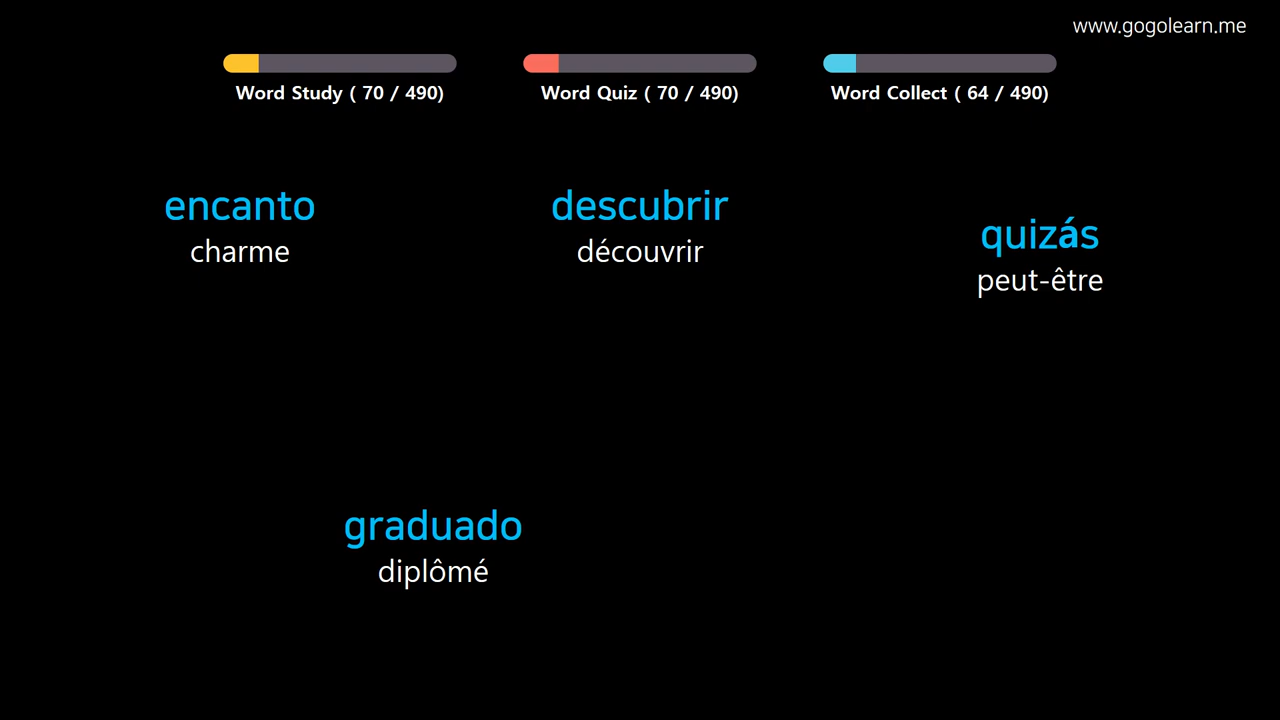 www.gogolearn.me
Word Study ( 70 / 490)
Word Quiz ( 70 / 490)
Word Collect ( 64 / 490)
encanto
charme
descubrir
découvrir
quizás
peut-être
graduado
diplômé